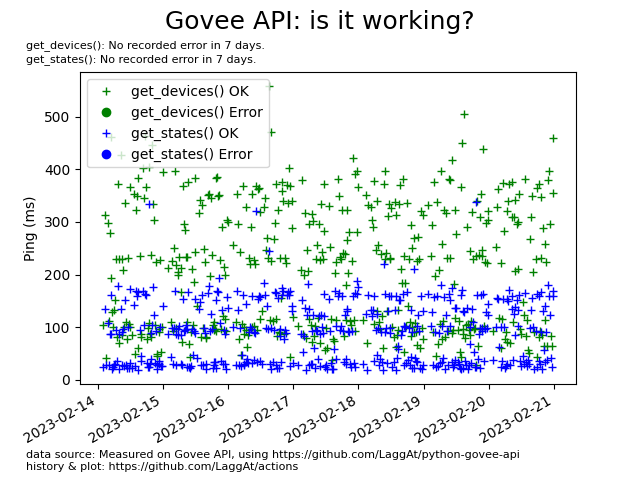 Govee API: is it working?
get_devices(): No recorded error in 7 days.
get_states(): No recorded error in 7 days.
get_devices() OK
get_devices() Error
get_states() OK
get_states() Error
Ping (ms)
500
400
300
200
100
0
2023-02-14
2023-02-15
2023-02-16
2023-02-17
2023-02-18
2023-02-19
2023-02-20
2023-02-21
data source: Measured on Govee API, using https://github.com/LaggAt/python-govee-api
history & plot: https://github.com/LaggAt/actions